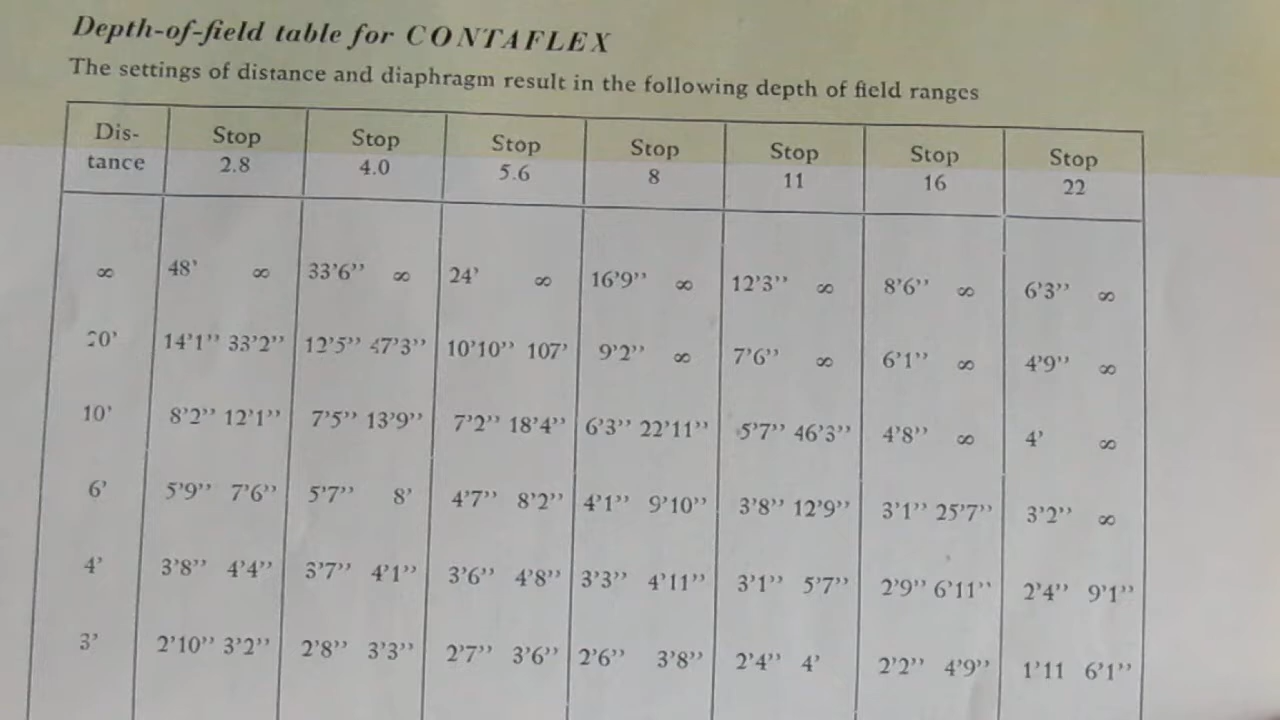 Depth-of-field table for CONTAFLEX
The settings of distance and diaphragm result in the following depth of field ranges
Dis-tance Stop 2.8 Stop 4.0 Stop 5.6 Stop 8 Stop 11 Stop 16 Stop 22
∞ 48' ∞ 33'6'' ∞ 24' ∞ 16'9'' ∞ 12'3'' ∞ 8'6'' ∞ 6'3'' ∞
20' 14'1'' 33'2'' 12'5'' 47'3'' 10'10'' 107' 9'2'' ∞ 7'6'' ∞ 6'1'' ∞ 4'9'' ∞
10' 8'2'' 12'1'' 7'5'' 13'9'' 7'2'' 18'4'' 6'3'' 22'11'' 5'7'' 46'3'' 4'8'' ∞ 4' ∞
6' 5'9'' 7'6'' 5'7'' 8' 4'7'' 8'2'' 4'1'' 9'10'' 3'8'' 12'9'' 3'1'' 25'7'' 3'2'' ∞
4' 3'8'' 4'4'' 3'7'' 4'1'' 3'6'' 4'8'' 3'3'' 4'11'' 3'1'' 5'7'' 2'9'' 6'11'' 2'4'' 9'1''
3' 2'10'' 3'2'' 2'8'' 3'3'' 2'7'' 3'6'' 2'6'' 3'8'' 2'4'' 4' 2'2'' 4'9'' 1'11 6'1''